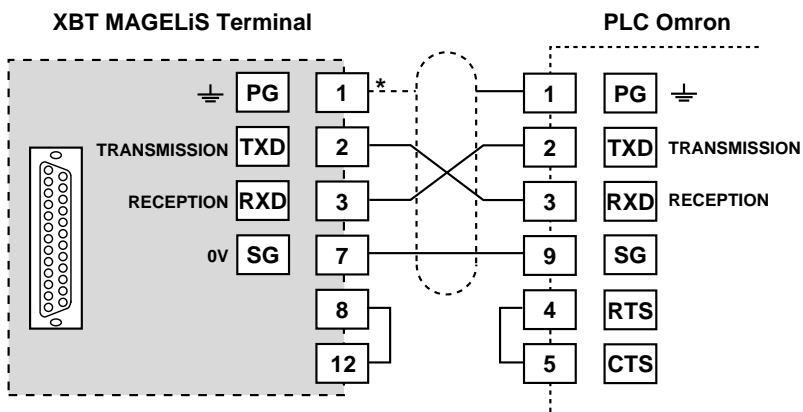 XBT MAGELiS Terminal PLC Omron
PG 1 * 1 PG
TRANSMISSION TXD 2 2 TXD TRANSMISSION
RECEPTION RXD 3 3 RXD RECEPTION
0V SG 7 9 SG
8 4 RTS
12 5 CTS